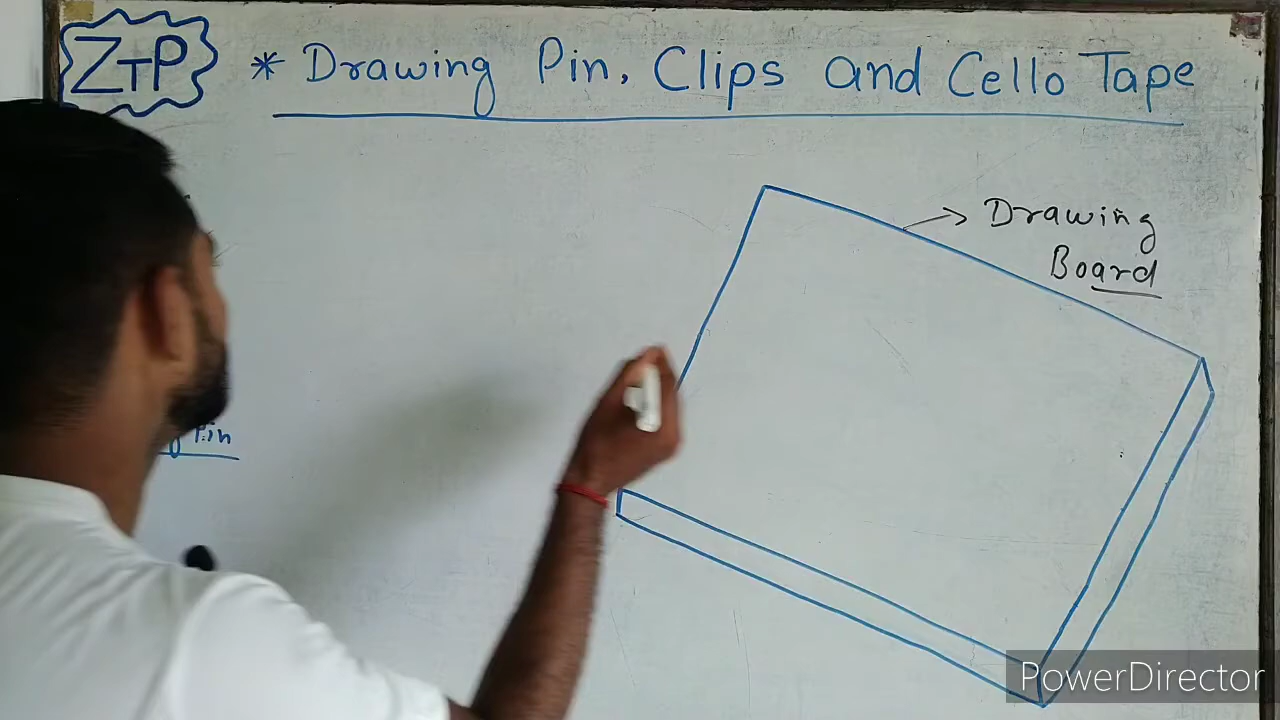 ZTP
* Drawing Pin, Clips and Cello Tape
Drawing
Board
Pin
PowerDirector